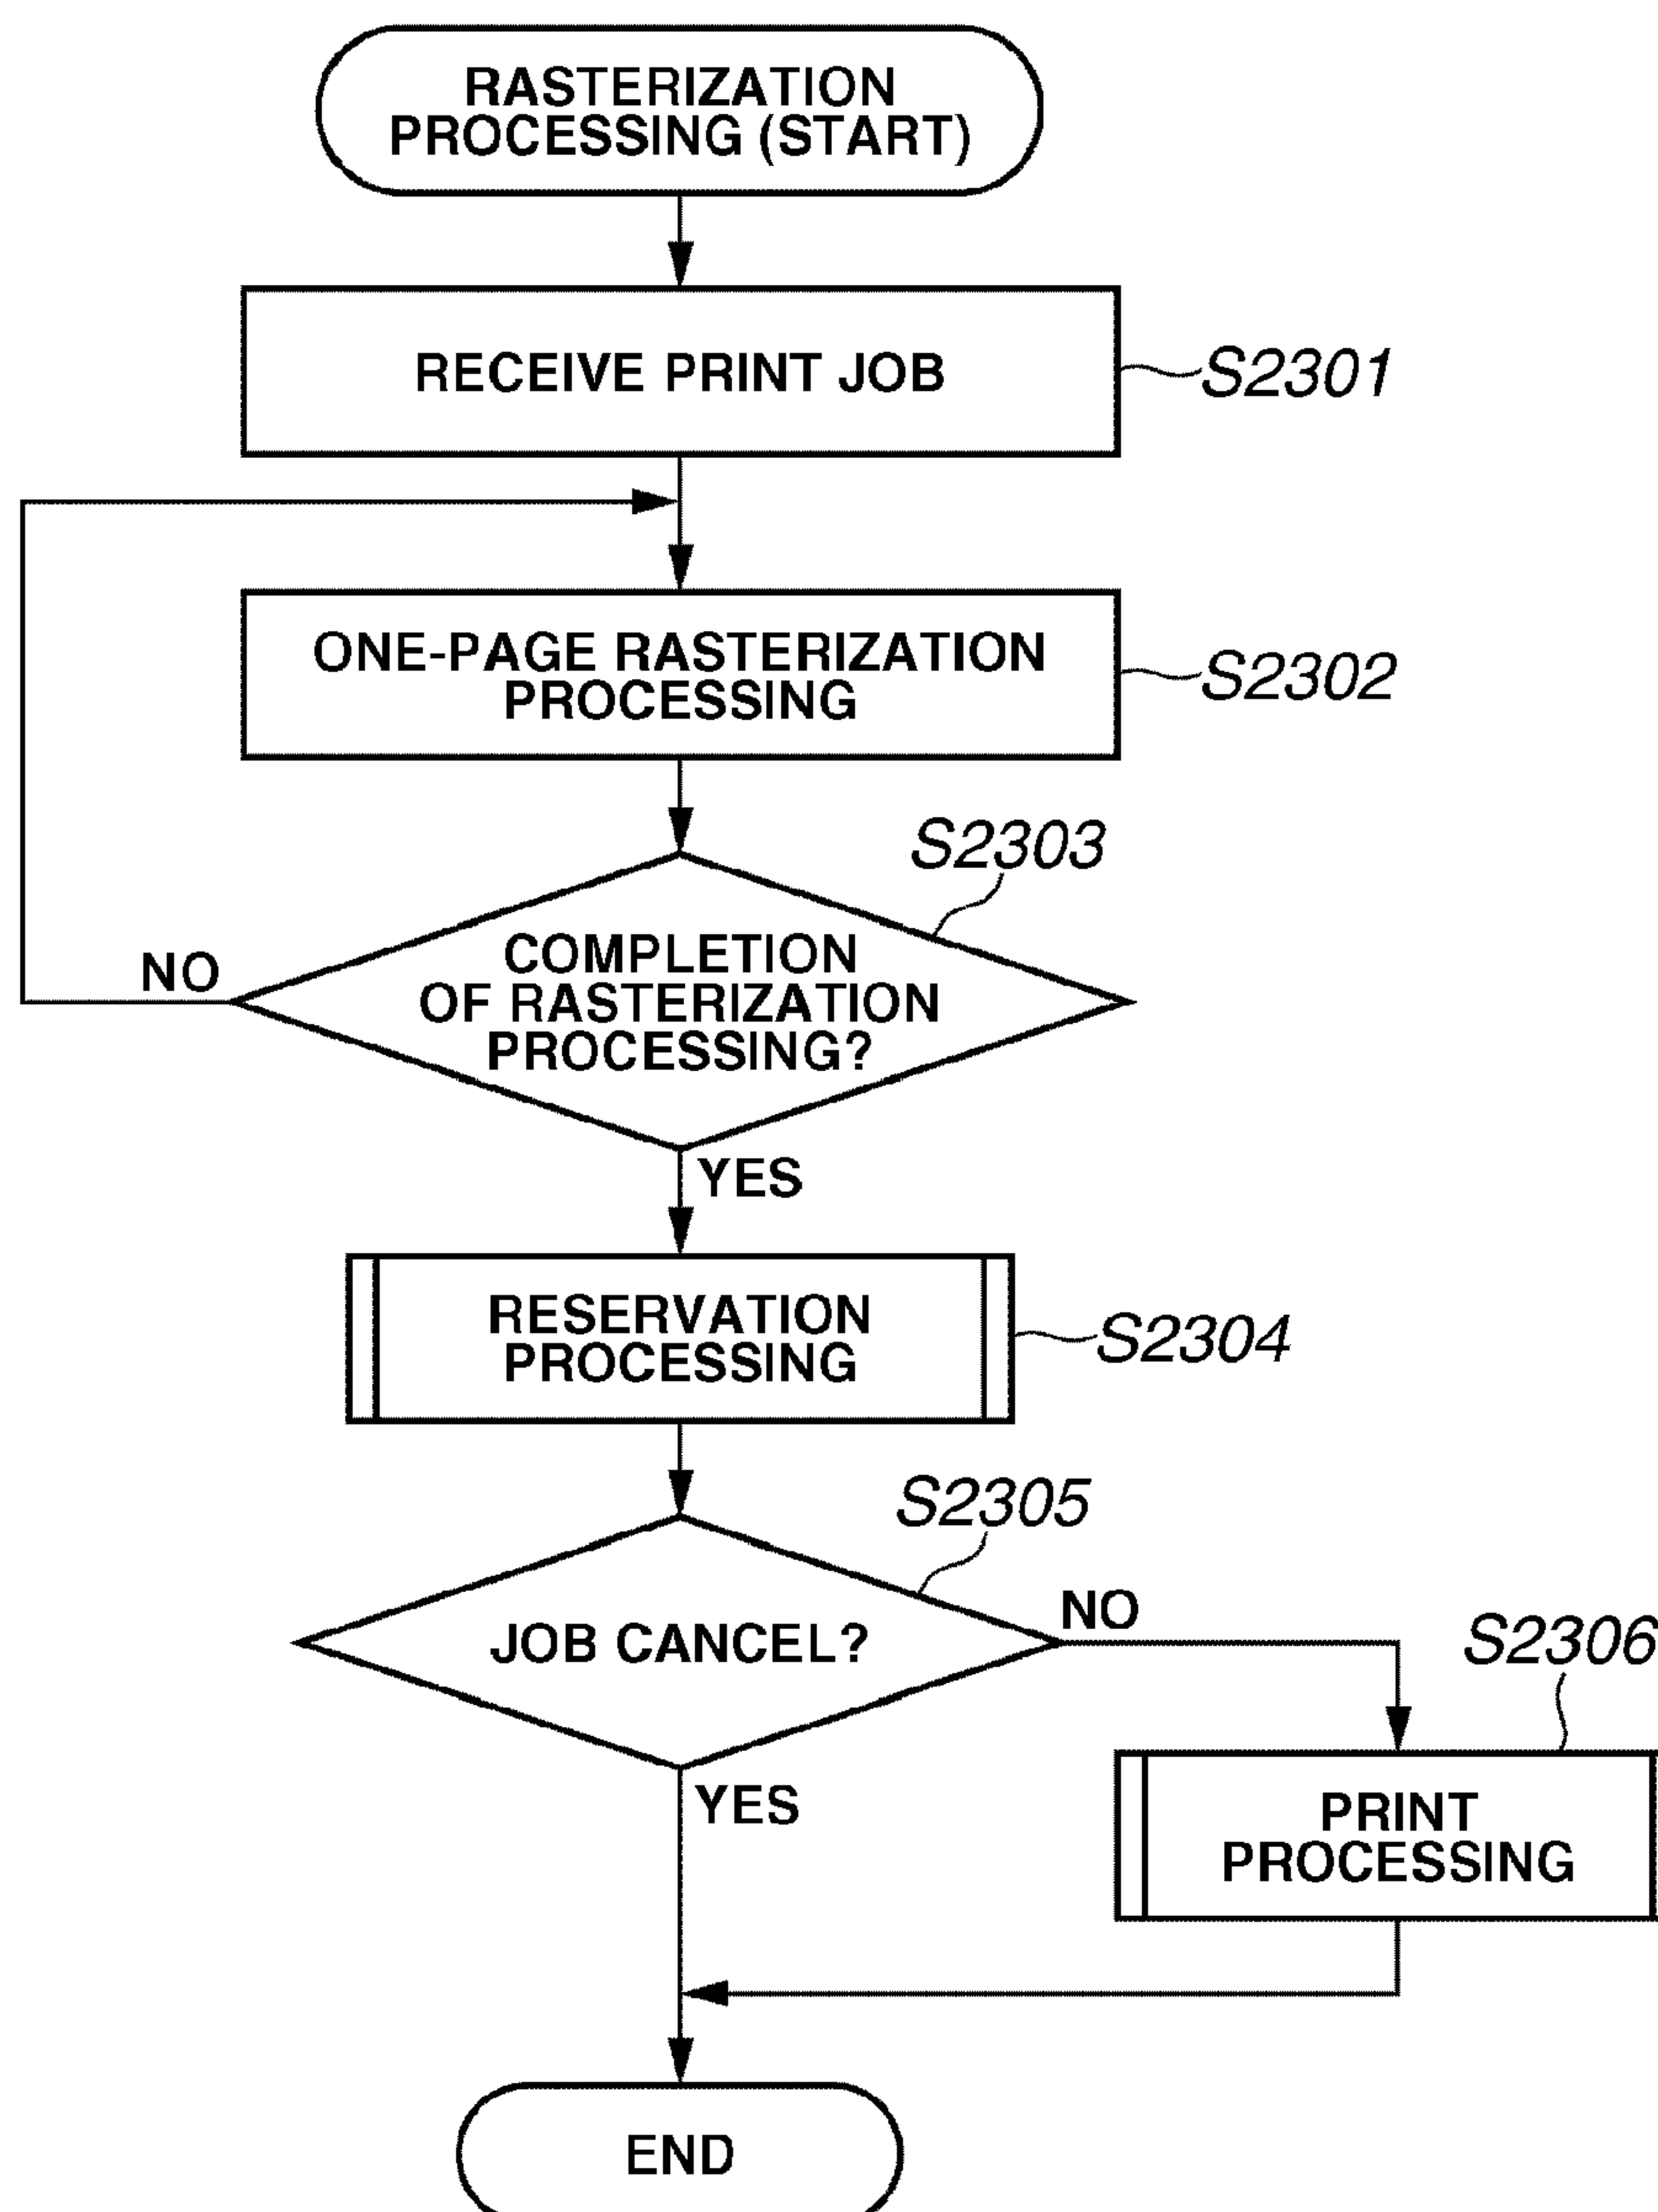 RASTERIZATION
PROCESSING (START)
RECEIVE PRINT JOB
S2301
ONE-PAGE RASTERIZATION
PROCESSING
S2302
S2303
COMPLETION
OF RASTERIZATION
PROCESSING?
NO
YES
RESERVATION
PROCESSING
S2304
S2305
JOB CANCEL?
NO
S2306
YES
PRINT
PROCESSING
END